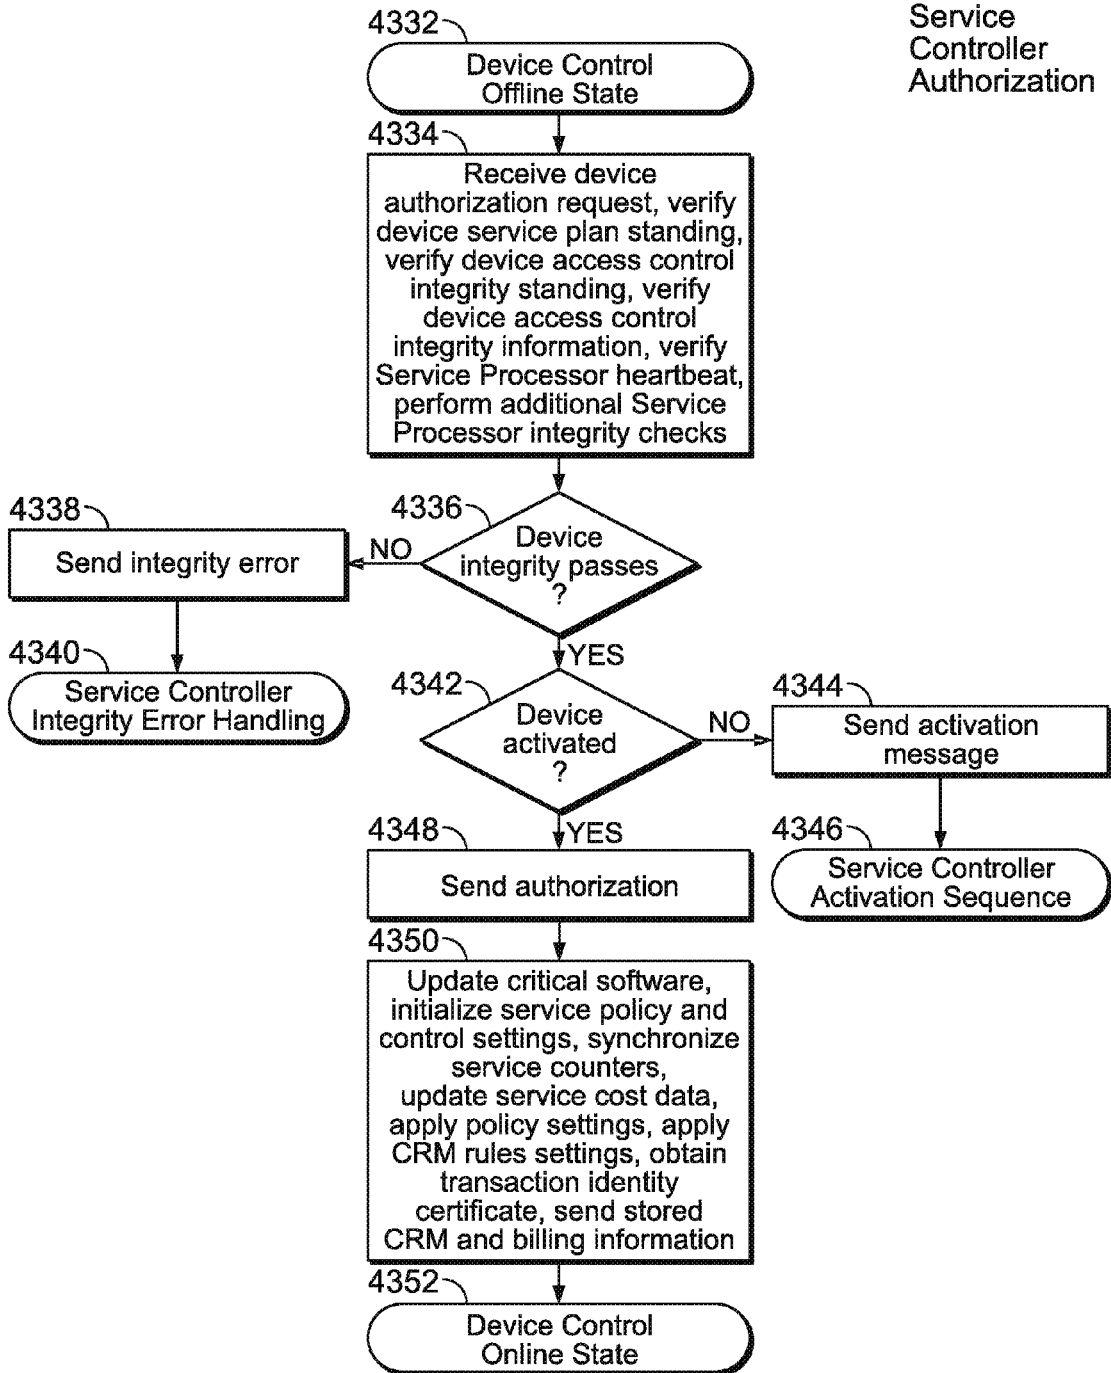 Service
Controller
Authorization
4332
Device Control
Offline State
4334
Receive device
authorization request, verify
device service plan standing,
verify device access control
integrity standing, verify
device access control
integrity information, verify
Service Processor heartbeat,
perform additional Service
Processor integrity checks
4336
Device
integrity passes
?
NO
4338
Send integrity error
4340
Service Controller
Integrity Error Handling
YES
4342
Device
activated
?
NO
4344
Send activation
message
4346
Service Controller
Activation Sequence
YES
4348
Send authorization
4350
Update critical software,
initialize service policy and
control settings, synchronize
service counters,
update service cost data,
apply policy settings, apply
CRM rules settings, obtain
transaction identity
certificate, send stored
CRM and billing information
4352
Device Control
Online State